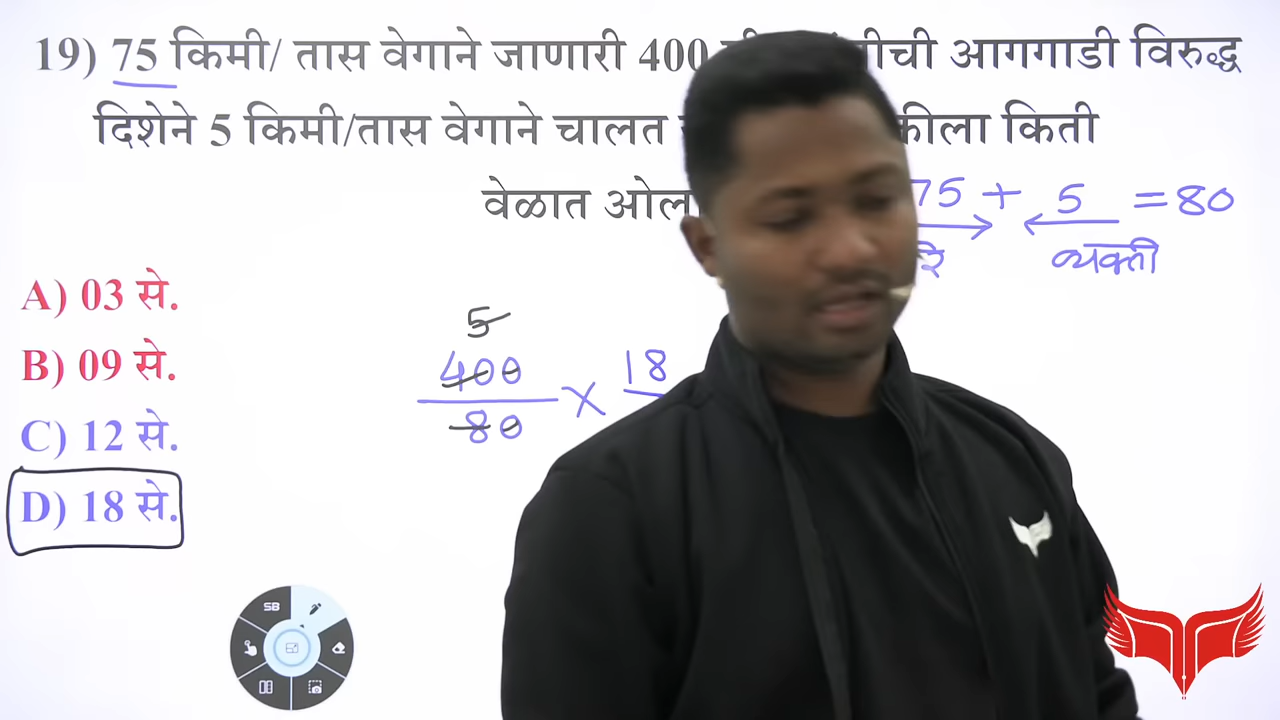 19) 75 किमी/ तास वेगाने जाणारी 400 आगगाडी विरुद्ध
दिशेने 5 किमी/तास वेगाने चालत किती
वेळात
75 + 5 = 80
व्यक्ती
A) 03 से.
B) 09 से.
C) 12 से.
D) 18 से.
5
400
80
× 18
SB